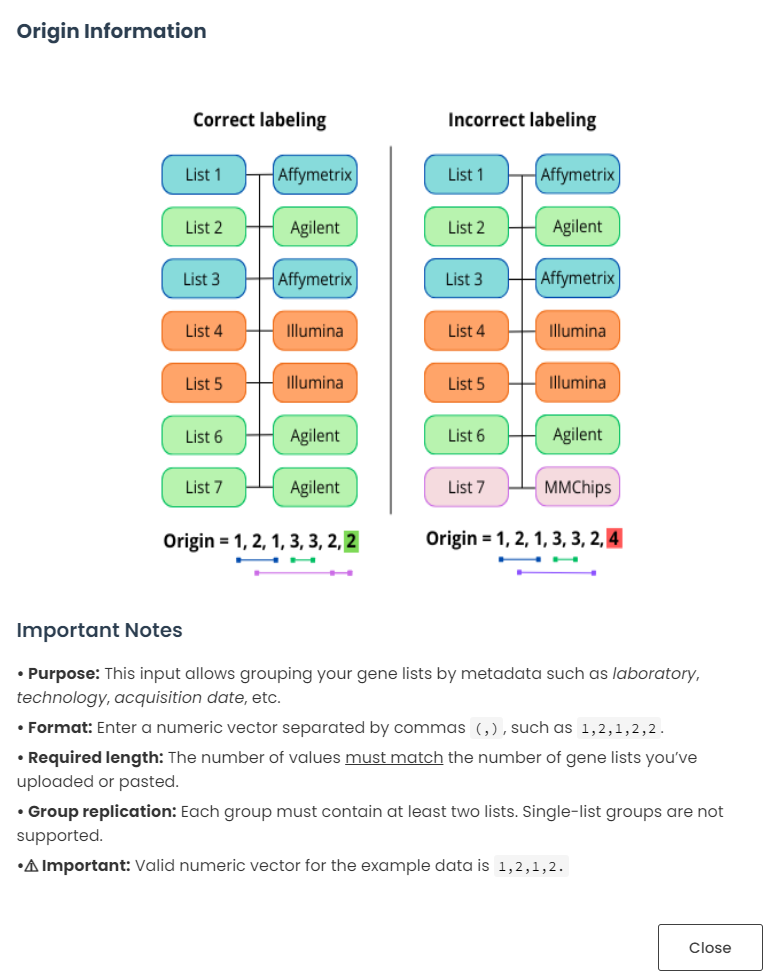 Origin Information
Correct labeling
List 1 Affymetrix
List 2 Agilent
List 3 Affymetrix
List 4 Illumina
List 5 Illumina
List 6 Agilent
List 7 Agilent
Origin = 1, 2, 1, 3, 3, 2, 2
Incorrect labeling
List 1 Affymetrix
List 2 Agilent
List 3 Affymetrix
List 4 Illumina
List 5 Illumina
List 6 Agilent
List 7 MMChips
Origin = 1, 2, 1, 3, 3, 2, 4
Important Notes
• Purpose: This input allows grouping your gene lists by metadata such as laboratory,
technology, acquisition date, etc.
• Format: Enter a numeric vector separated by commas (,), such as 1,2,1,2,2.
• Required length: The number of values must match the number of gene lists you’ve
uploaded or pasted.
• Group replication: Each group must contain at least two lists. Single-list groups are not
supported.
•⚠ Important: Valid numeric vector for the example data is 1,2,1,2.
Close